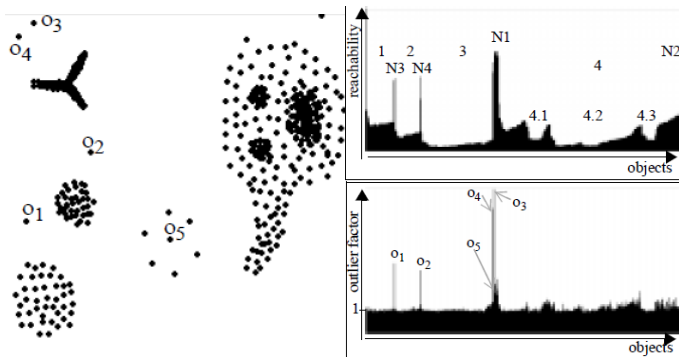 o3
o4
o2
o1
o5
reachability
1 2 3 N1 4 N2
N3 N4
4.1 4.2 4.3
objects
outlier factor
o4
o3
o5
o1
o2
1
objects